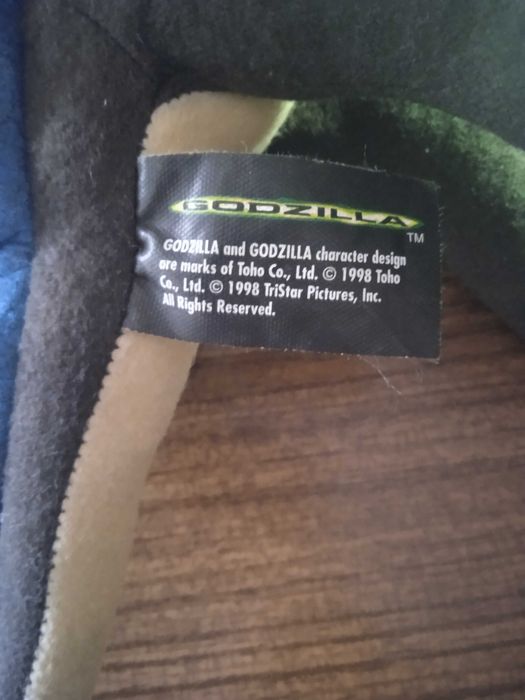 GODZILLA
TM
GODZILLA and GODZILLA character design
are marks of Toho Co., Ltd. © 1998 Toho
Co., Ltd. © 1998 TriStar Pictures, Inc.
All Rights Reserved.